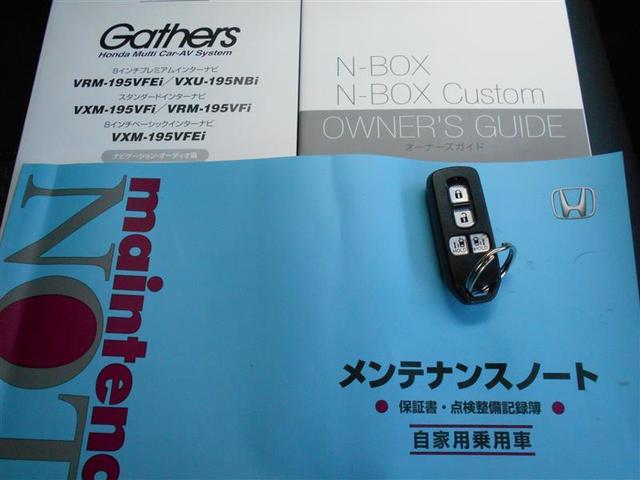 Gathers
Honda Multi Car-AV System
8インチプレミアムインターナビ
VRM-195VFEi/VXU-195NBi
スタンダードインターナビ
VXM-195VFi/VRM-195VFi
8インチベーシックインターナビ
VXM-195VFEi
ナビゲーション・オーディオ編
N-BOX
N-BOX Custom
OWNER'S GUIDE
オーナーズガイド
maintenanc
NOT
HOLD
HOLD
メンテナンスノート
● 保証書・点検整備記録簿 ●
自家用乗用車